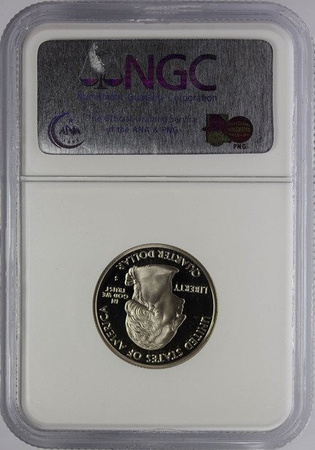 NGC
Numismatic Guaranty Corporation
The Official Grading Service
of the ANA & PNG
ANA
PNG
UNITED STATES OF AMERICA
LIBERTY
IN
GOD WE
TRUST
S
QUARTER DOLLAR